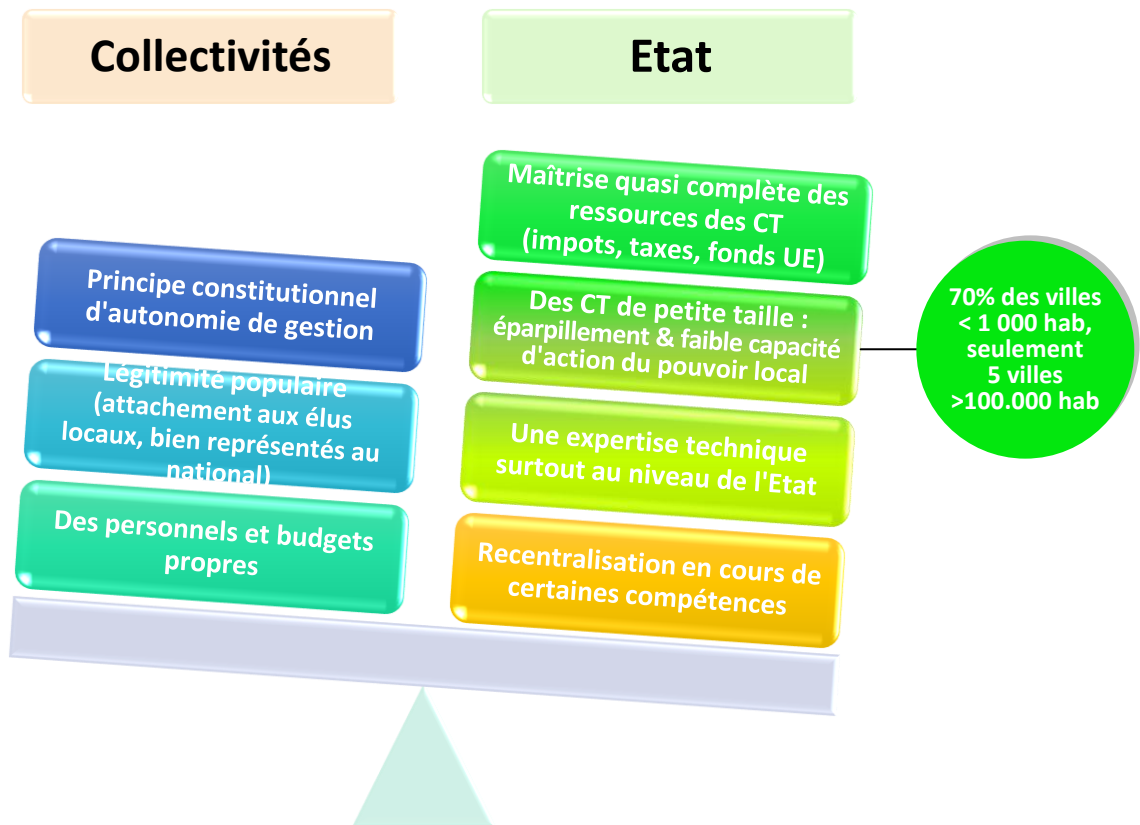 Collectivités
Etat
Principe constitutionnel
d'autonomie de gestion
Légitimité populaire
(attachement aux élus
locaux, bien représentés au
national)
Des personnels et budgets
propres
Maîtrise quasi complète des
ressources des CT
(impots, taxes, fonds UE)
Des CT de petite taille :
éparpillement & faible capacité
d'action du pouvoir local
Une expertise technique
surtout au niveau de l'Etat
Recentralisation en cours de
certaines compétences
70% des villes
< 1 000 hab,
seulement
5 villes
>100.000 hab